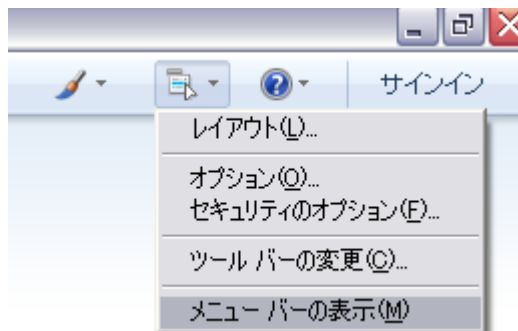 サインイン
レイアウト(L)...
オプション(O)...
セキュリティのオプション(F)...
ツール バーの変更(C)...
メニュー バーの表示(M)